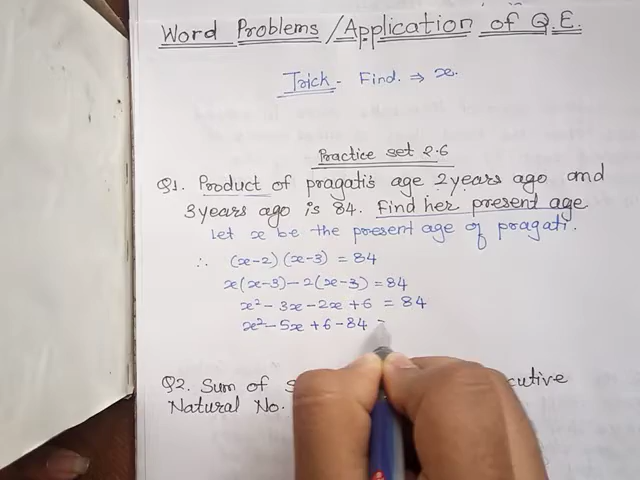 Word Problems / Application of Q.E.
Trick - Find. ⇒ x.
Practice set 2.6
Q1. Product of pragatis age 2 years ago and
3 years ago is 84. Find her present age
Let x be the present age of pragati.
∴ (x-2) (x-3) = 84
x(x-3) - 2(x-3) = 84
x² - 3x - 2x + 6 = 84
x² - 5x + 6 - 84 =
Q2. Sum of
Natural No.